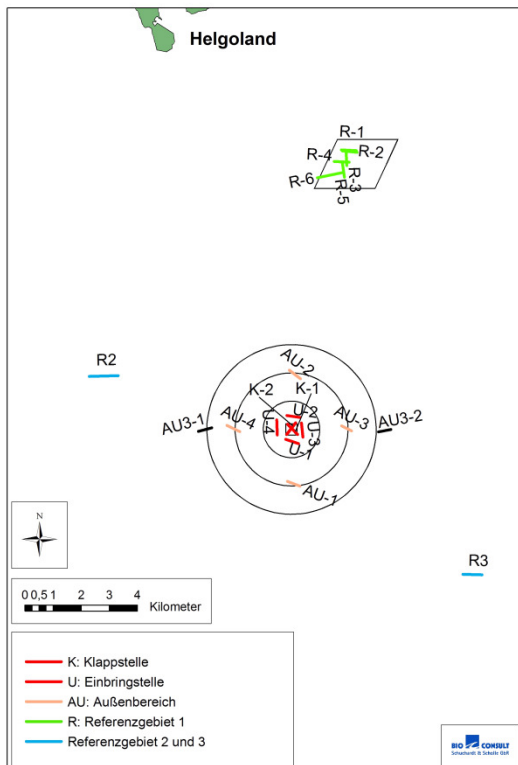 Helgoland
R-1
R-4
R-2
R-3
R-6
R-5
R2
AU-2
K-2
K-1
AU3-1
AU-4
U-4
U-2
U-3
U-1
AU-3
AU3-2
AU-1
R3
N
0 0,5 1 2 3 4
Kilometer
K: Klappstelle
U: Einbringstelle
AU: Außenbereich
R: Referenzgebiet 1
Referenzgebiet 2 und 3
BIO CONSULT
Schuchardt & Scholle GbR